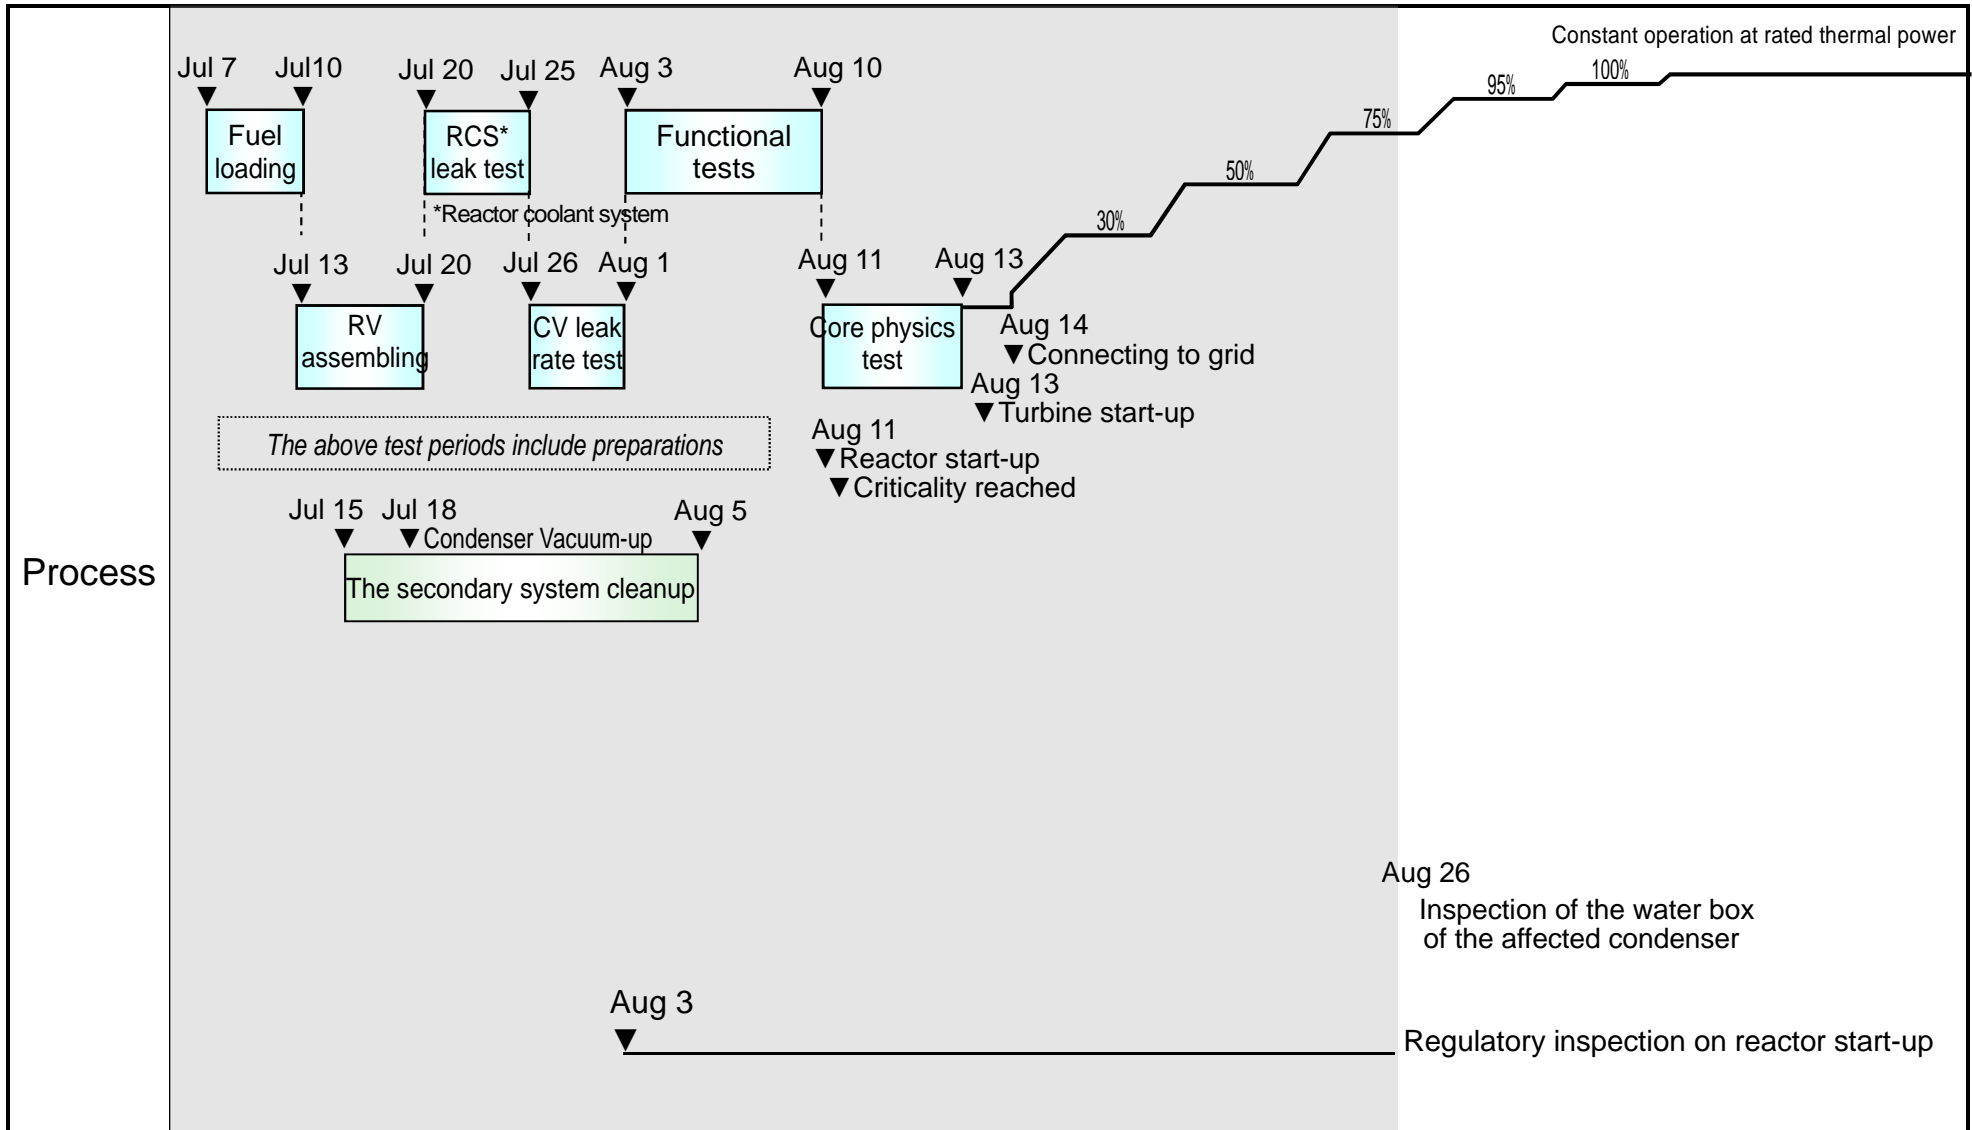 Constant operation at rated thermal power
Jul 7
Jul10
Jul 20
Jul 25
Aug 3
Aug 10
▼
▼
▼
▼
▼
▼
Fuel
loading
RCS*
leak test
Functional
tests
*Reactor coolant system
30%
50%
75%
95%
100%
Jul 13
Jul 20
Jul 26
Aug 1
Aug 11
Aug 13
▼
▼
▼
▼
▼
▼
RV
assembling
CV leak
rate test
Core physics
test
Aug 14
▼Connecting to grid
Aug 13
▼Turbine start-up
The above test periods include preparations
Aug 11
▼Reactor start-up
▼Criticality reached
Jul 15
Jul 18
Aug 5
▼
▼Condenser Vacuum-up
▼
The secondary system cleanup
Process
Aug 26
Inspection of the water box
of the affected condenser
Aug 3
▼
Regulatory inspection on reactor start-up